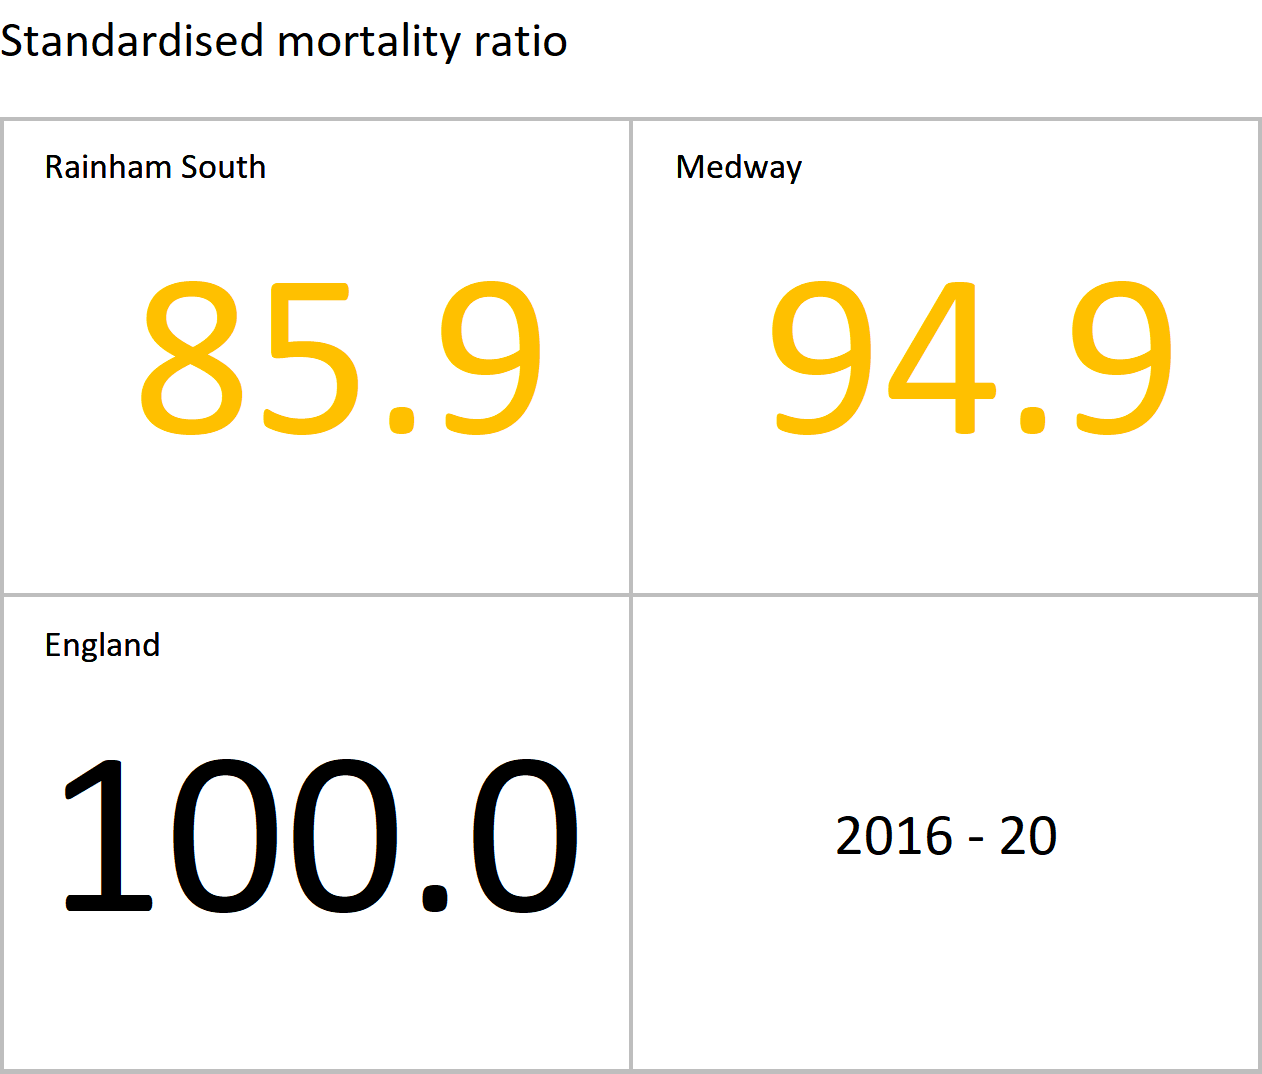 Standardised mortality ratio
Rainham South
85.9
Medway
94.9
England
100.0
2016 - 20